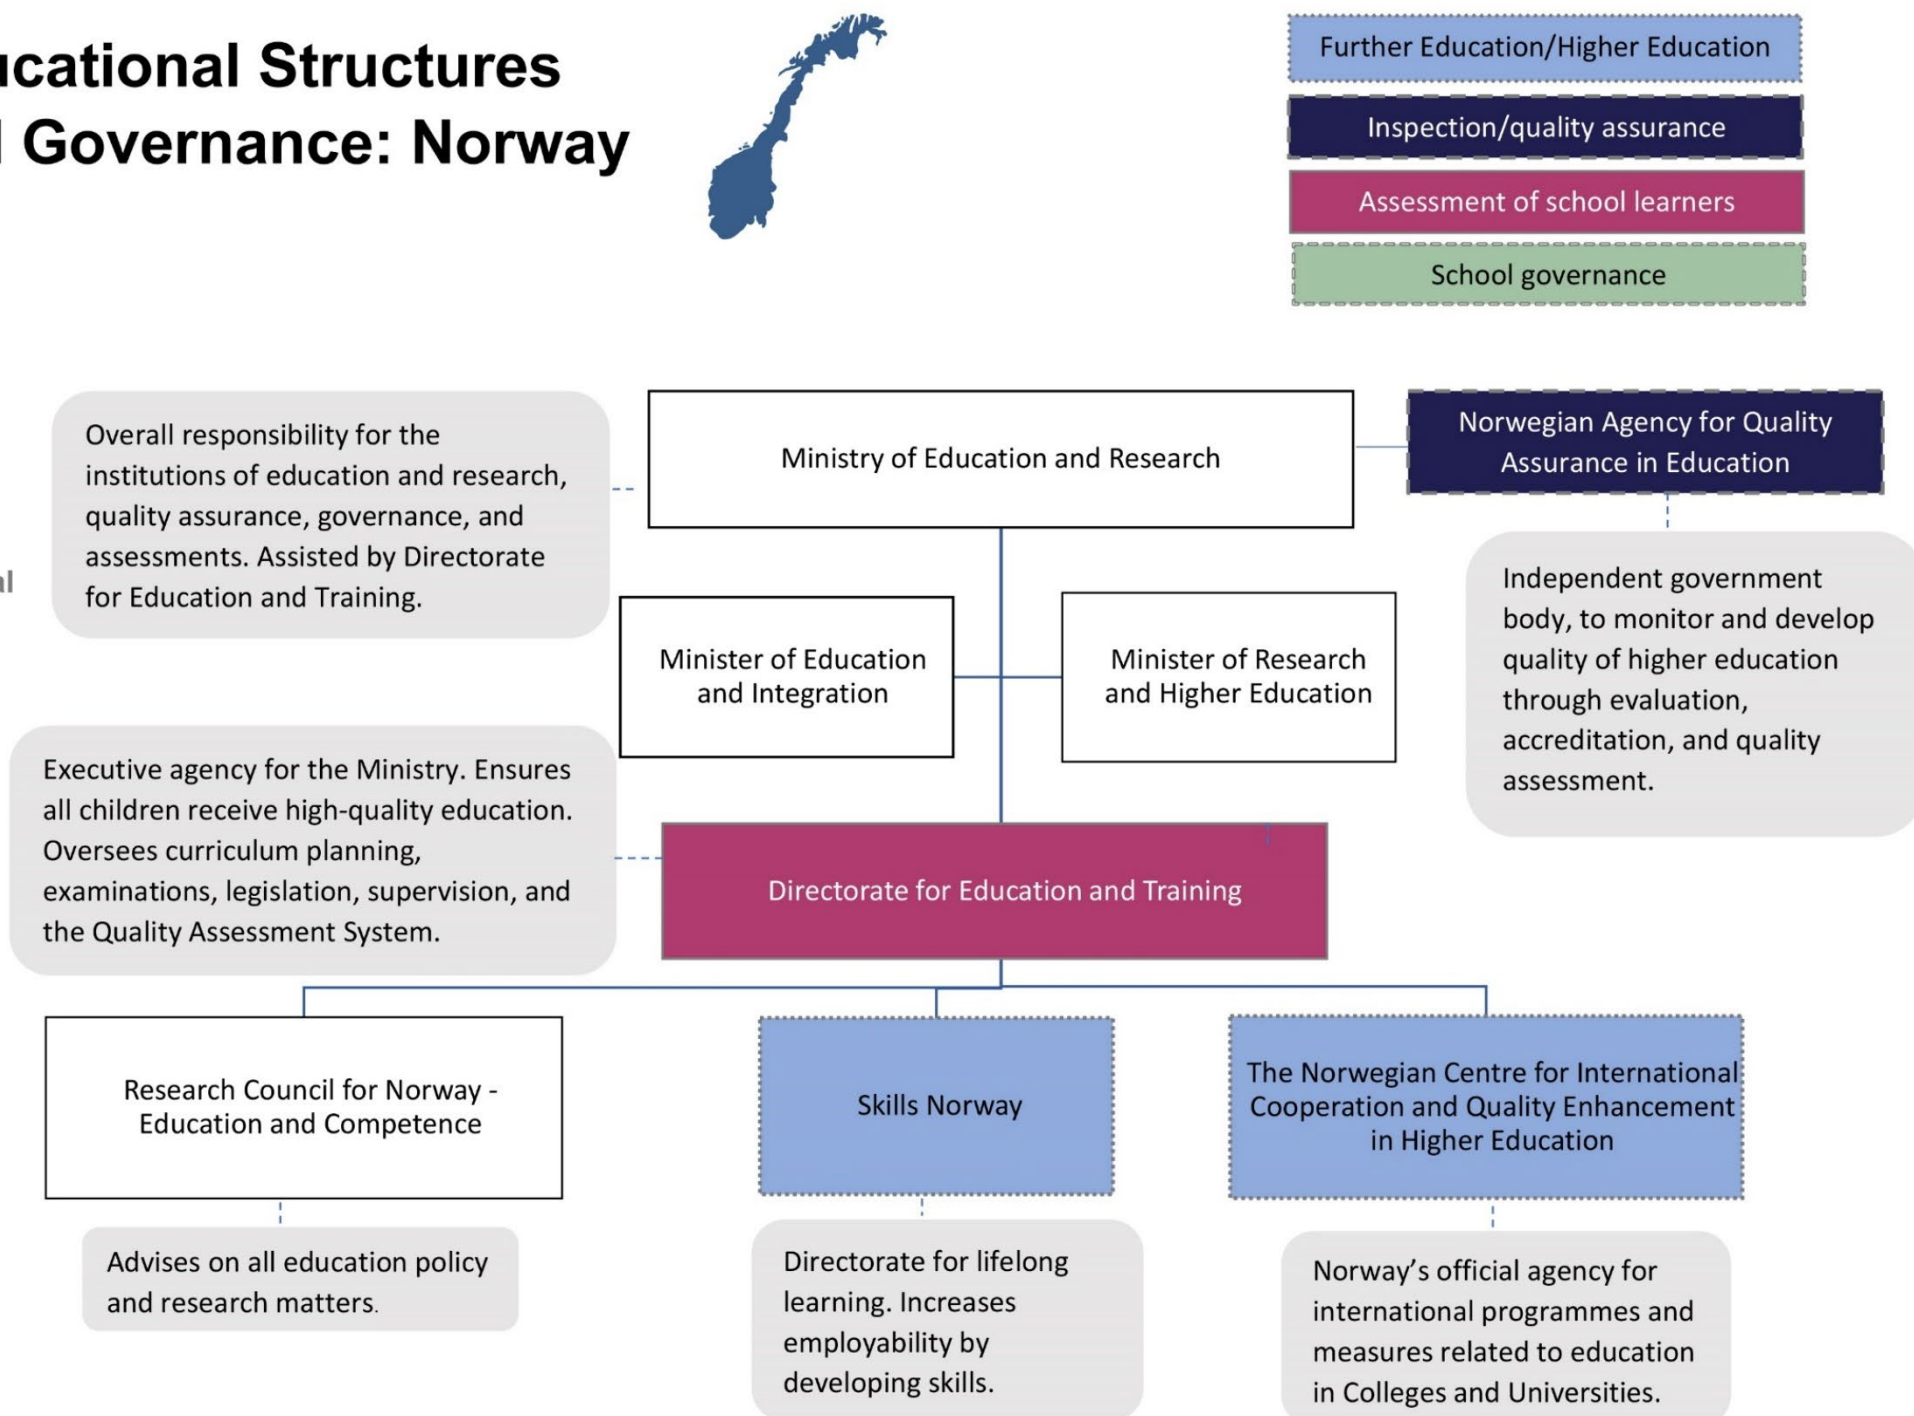 ucational Structures
Governance: Norway
Further Education/Higher Education
Inspection/quality assurance
Assessment of school learners
School governance
Overall responsibility for the
institutions of education and research,
quality assurance, governance, and
assessments. Assisted by Directorate
for Education and Training.
Ministry of Education and Research
Norwegian Agency for Quality
Assurance in Education
Independent government
body, to monitor and develop
quality of higher education
through evaluation,
accreditation, and quality
assessment.
Minister of Education
and Integration
Minister of Research
and Higher Education
Executive agency for the Ministry. Ensures
all children receive high-quality education.
Oversees curriculum planning,
examinations, legislation, supervision, and
the Quality Assessment System.
Directorate for Education and Training
Research Council for Norway -
Education and Competence
Skills Norway
The Norwegian Centre for International
Cooperation and Quality Enhancement
in Higher Education
Advises on all education policy
and research matters.
Directorate for lifelong
learning. Increases
employability by
developing skills.
Norway’s official agency for
international programmes and
measures related to education
in Colleges and Universities.